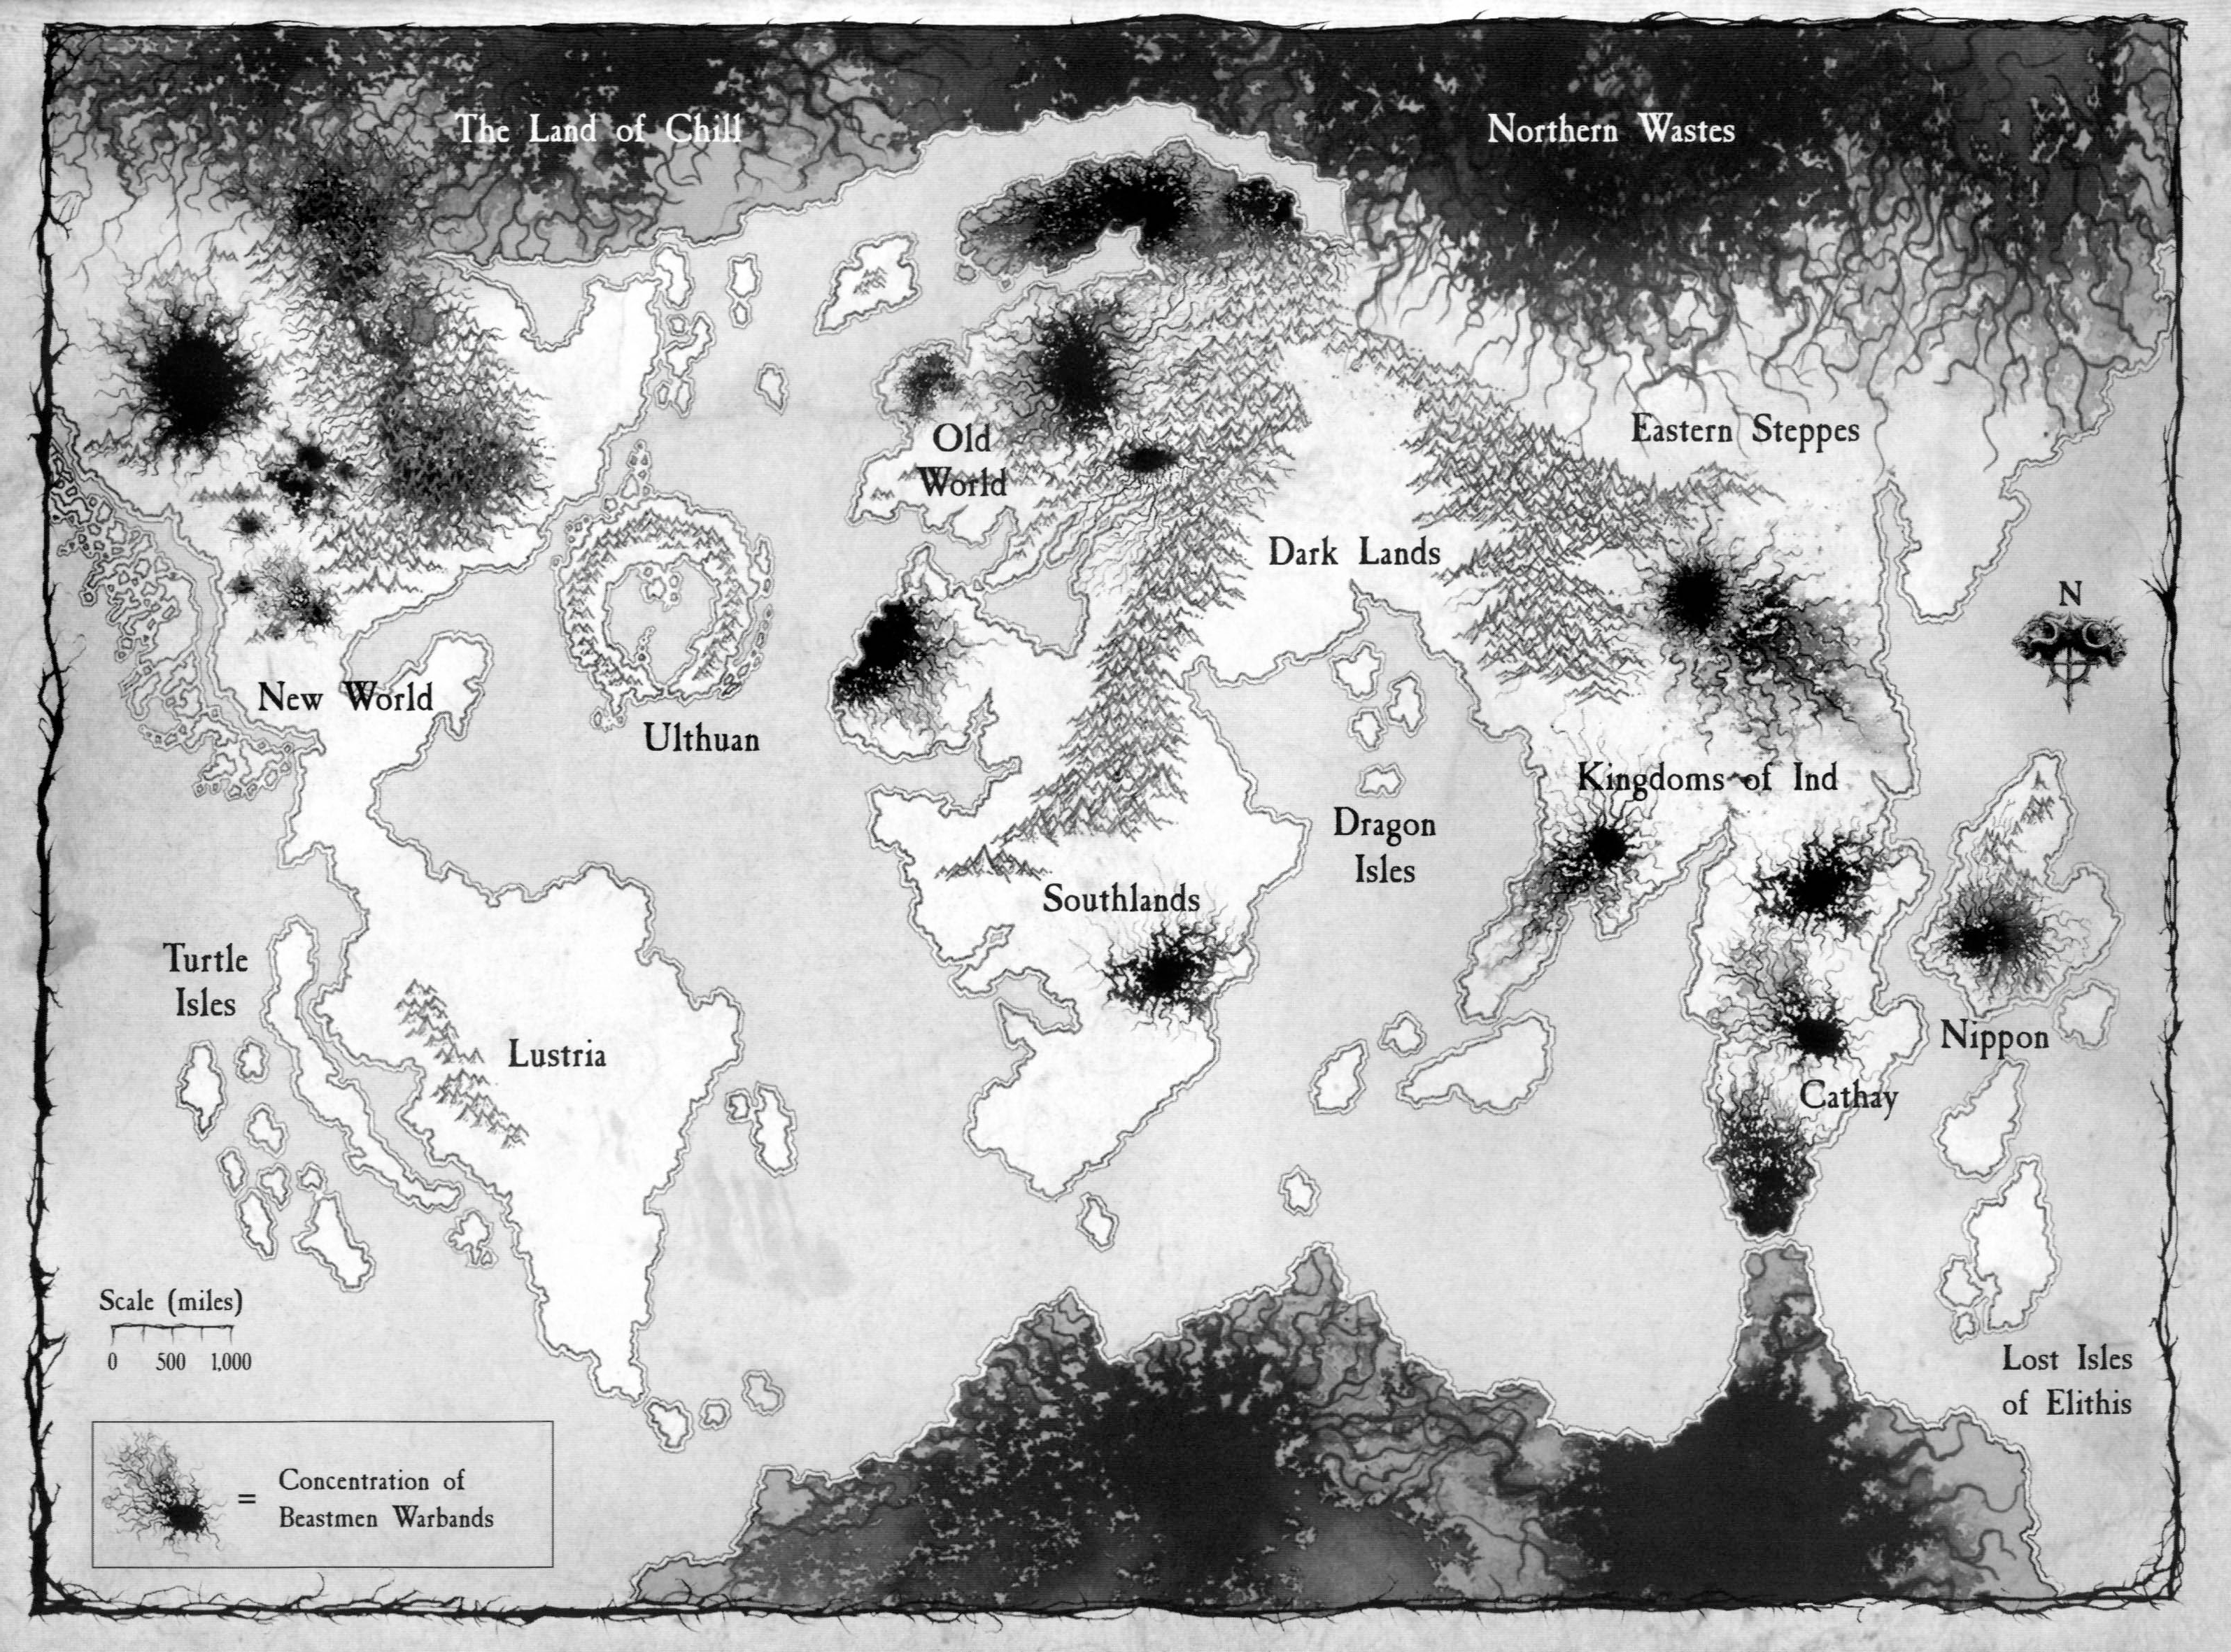 The Land of Chill
Northern Wastes
Old
World
Eastern Steppes
Dark Lands
N
New World
Ulthuan
Kingdoms of Ind
Dragon
Isles
Southlands
Turtle
Isles
Lustria
Nippon
Cathay
Scale (miles)
0 500 1,000
Lost Isles
of Elithis
= Concentration of
Beastmen Warbands